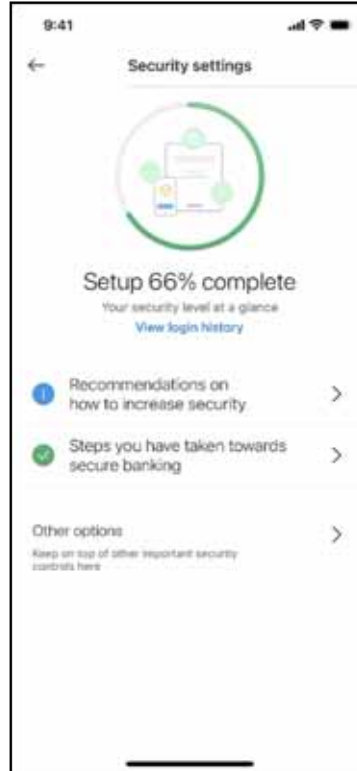 9:41
Security settings
Setup 66% complete
Your security level at a glance
View login history
Recommendations on
how to increase security
Steps you have taken towards
secure banking
Other options
Keep on top of other important security
controls here